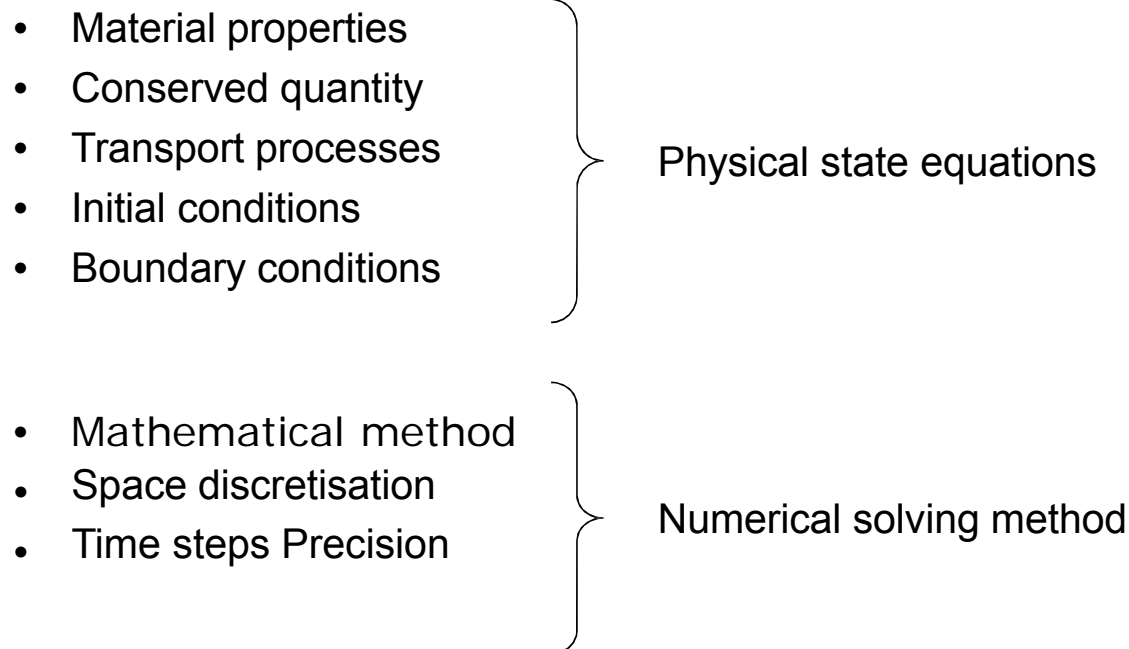 • Material properties
• Conserved quantity
• Transport processes
• Initial conditions
• Boundary conditions
Physical state equations
• Mathematical method
• Space discretisation
• Time steps Precision
Numerical solving method